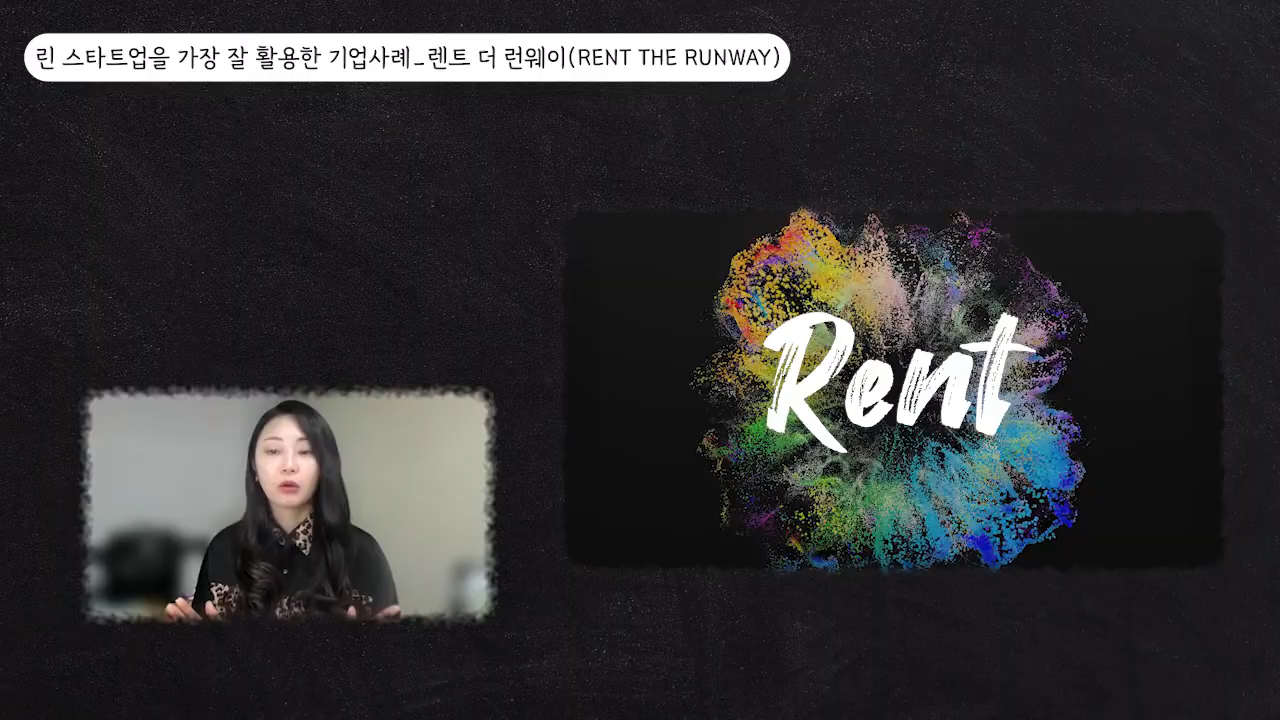 린 스타트업을 가장 잘 활용한 기업사례_렌트 더 런웨이(RENT THE RUNWAY)
Rent